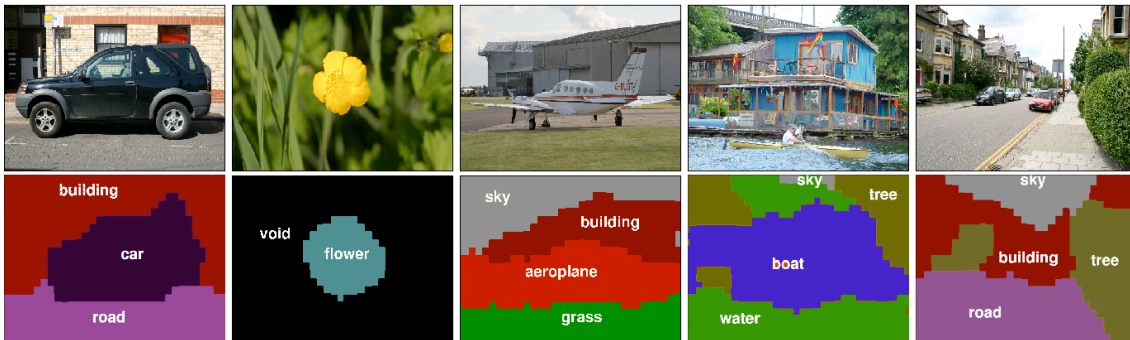 building
car
road
void
flower
sky
building
aeroplane
grass
sky
tree
boat
water
sky
building
tree
road